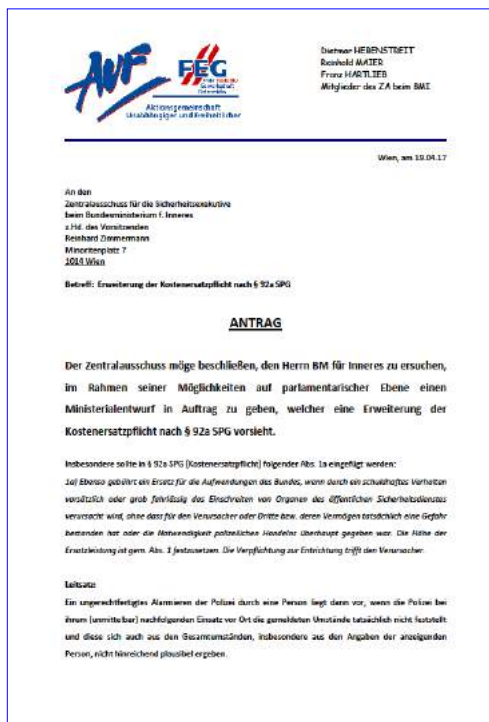 AUF
FEG
Gewerkschaft
Österreichs
Aktionsgemeinschaft
Unabhängiger und Freiheitlicher
Dietmar HEBENSTREIT
Reinhold MAIER
Franz HARTLIEB
Mitglieder des ZA beim BMI
Wien, am 19.04.17
An den
Zentralausschuss für die Sicherheitsexekutive
beim Bundesministerium f. Inneres
z.Hd. des Vorsitzenden
Reinhard Zimmermann
Minoritenplatz 7
1014 Wien
Betreff: Erweiterung der Kostenersatzpflicht nach § 92a SPG
ANTRAG
Der Zentralausschuss möge beschließen, den Herrn BM für Inneres zu ersuchen,
im Rahmen seiner Möglichkeiten auf parlamentarischer Ebene einen
Ministerialentwurf in Auftrag zu geben, welcher eine Erweiterung der
Kostenersatzpflicht nach § 92a SPG vorsieht.
Insbesondere sollte in § 92a SPG (Kostenersatzpflicht) folgender Abs. 1a eingefügt werden:
1a) Ebenso gebührt ein Ersatz für die Aufwendungen des Bundes, wenn durch ein schuldhaftes Verhalten
vorsätzlich oder grob fahrlässig das Einschreiten von Organen des öffentlichen Sicherheitsdienstes
verursacht wird, ohne dass für den Verursacher oder Dritte bzw. deren Vermögen tatsächlich eine Gefahr
bestanden hat oder die Notwendigkeit polizeilichen Handelns überhaupt gegeben war. Die Höhe der
Ersatzleistung ist gem. Abs. 1 festzusetzen. Die Verpflichtung zur Entrichtung trifft den Verursacher.
Leitsatz:
Ein ungerechtfertigtes Alarmieren der Polizei durch eine Person liegt dann vor, wenn die Polizei bei
ihrem (unmittelbar) nachfolgenden Einsatz vor Ort die gemeldeten Umstände tatsächlich nicht feststellt
und diese sich auch aus den Gesamtumständen, insbesondere aus den Angaben der anzeigenden
Person, nicht hinreichend plausibel ergeben.